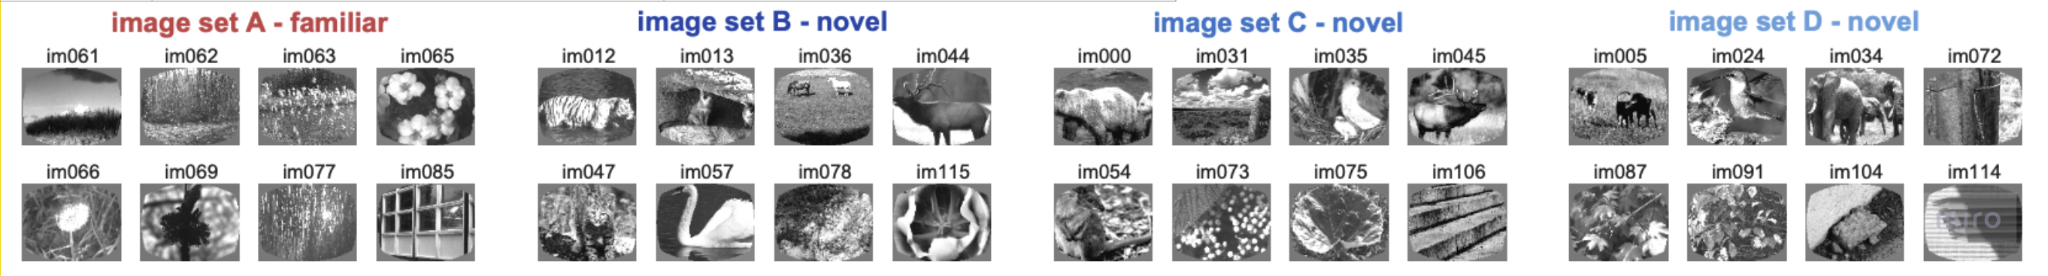 image set A - familiar
image set B - novel
image set C - novel
image set D - novel
im061 im062 im063 im065
im012 im013 im036 im044
im000 im031 im035 im045
im005 im024 im034 im072
im066 im069 im077 im085
im047 im057 im078 im115
im054 im073 im075 im106
im087 im091 im104 im114